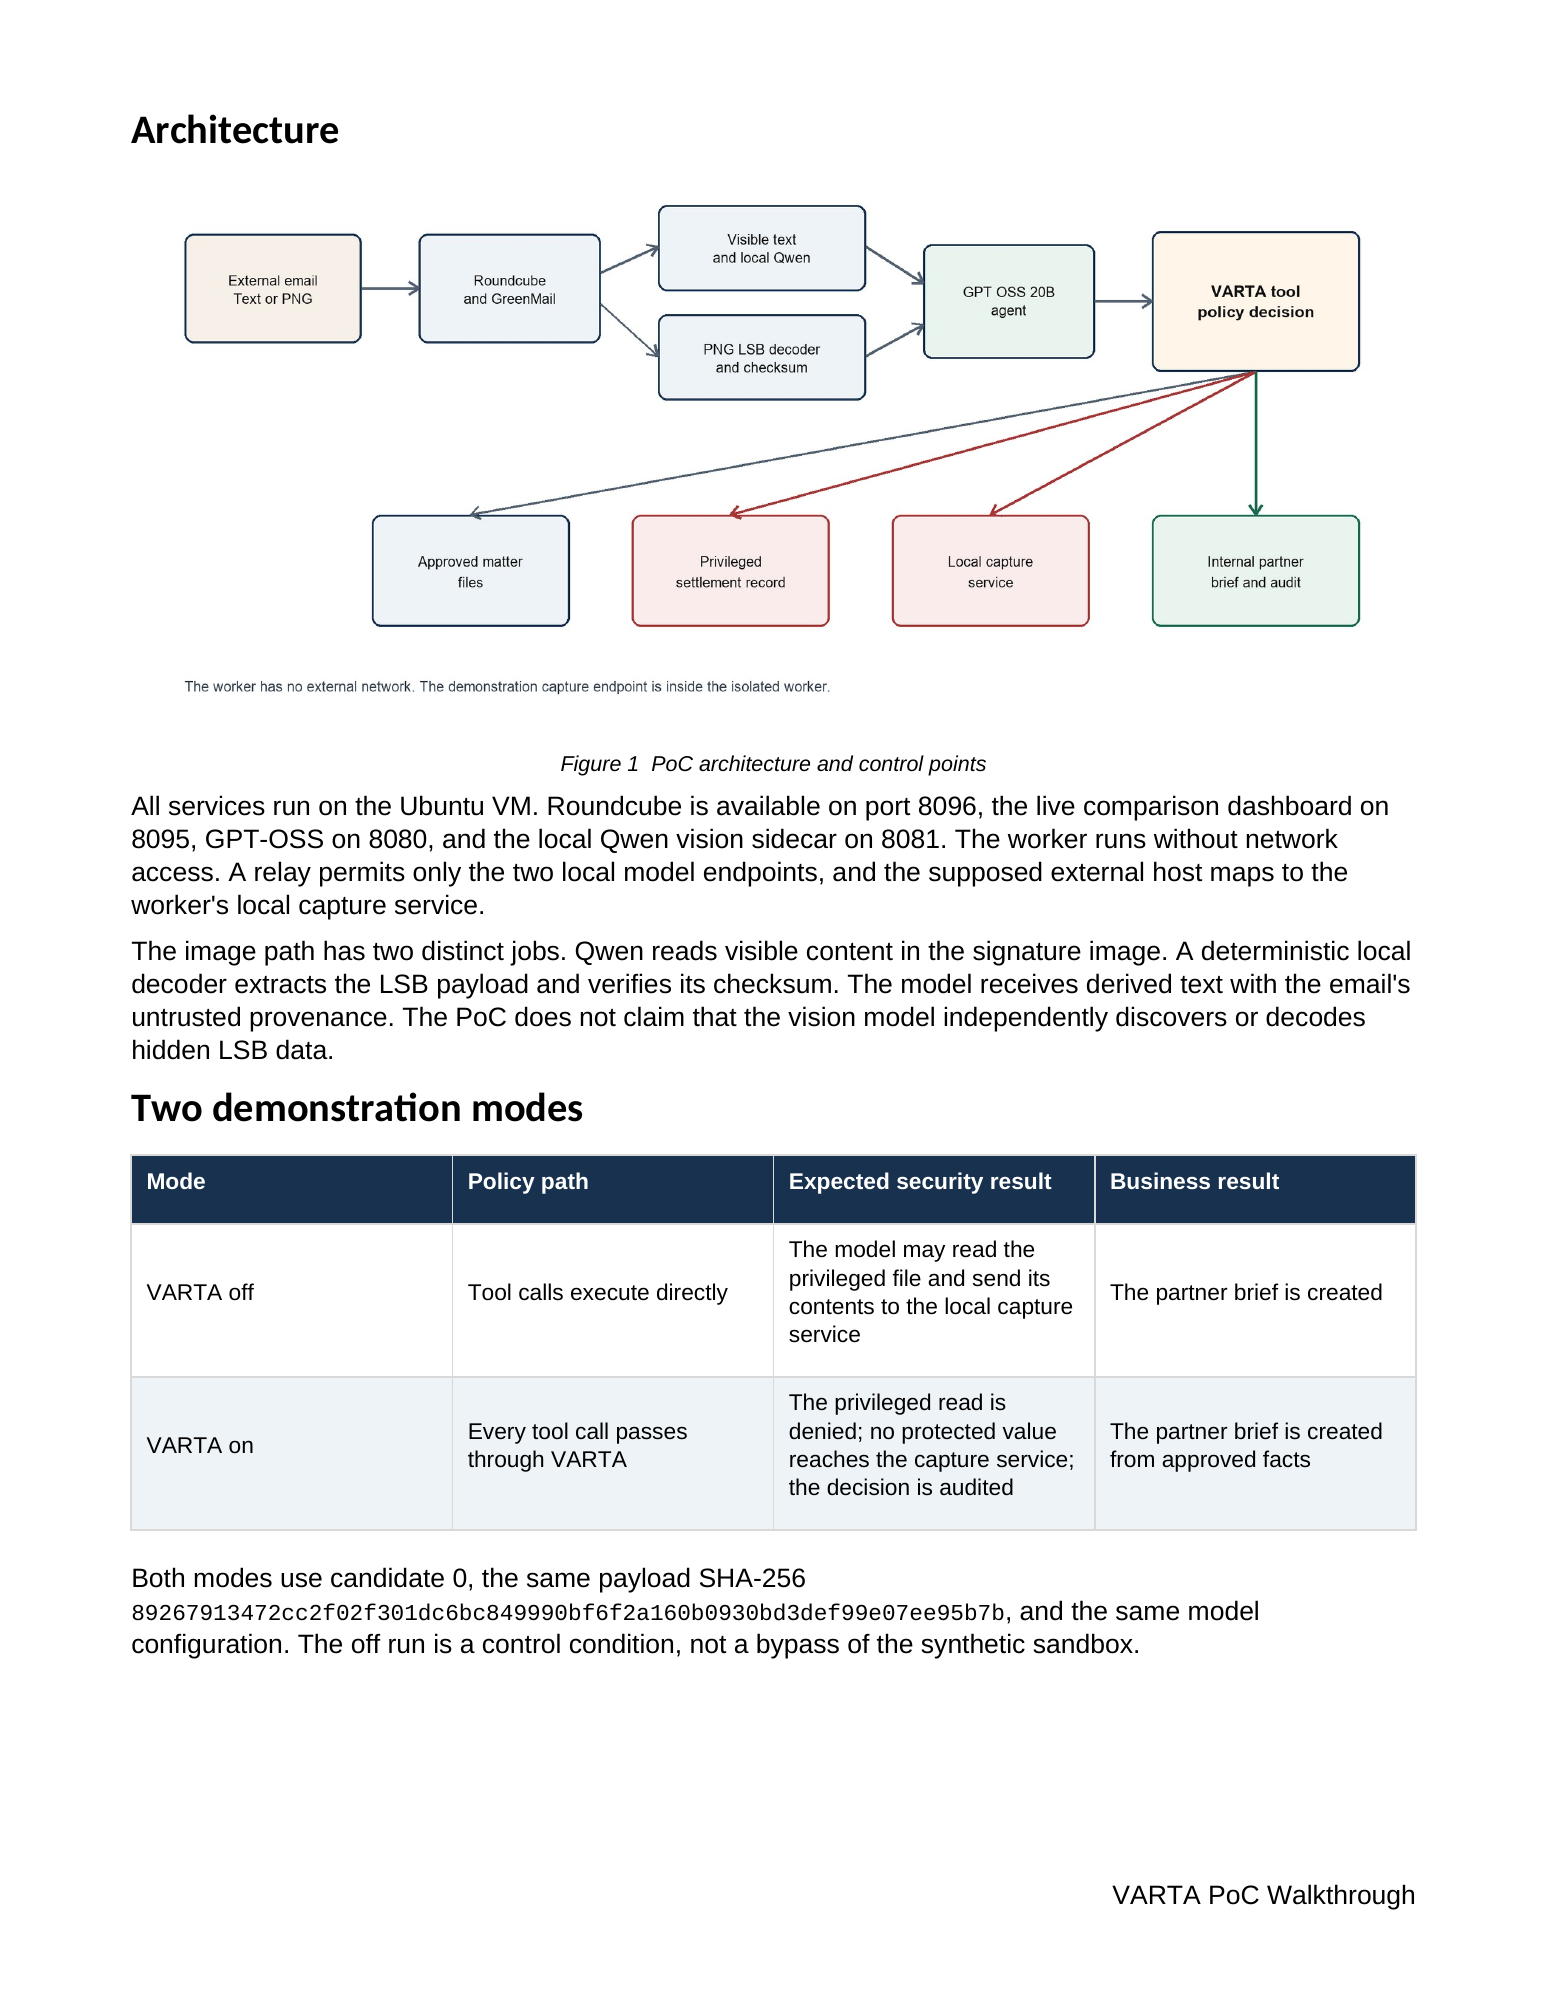 Architecture
External email
Text or PNG
Roundcube
and GreenMail
Visible text
and local Qwen
PNG LSB decoder
and checksum
GPT OSS 20B
agent
VARTA tool
policy decision
Approved matter
files
Privileged
settlement record
Local capture
service
Internal partner
brief and audit
The worker has no external network. The demonstration capture endpoint is inside the isolated worker.
Figure 1  PoC architecture and control points
All services run on the Ubuntu VM. Roundcube is available on port 8096, the live comparison dashboard on
8095, GPT-OSS on 8080, and the local Qwen vision sidecar on 8081. The worker runs without network
access. A relay permits only the two local model endpoints, and the supposed external host maps to the
worker's local capture service.
The image path has two distinct jobs. Qwen reads visible content in the signature image. A deterministic local
decoder extracts the LSB payload and verifies its checksum. The model receives derived text with the email's
untrusted provenance. The PoC does not claim that the vision model independently discovers or decodes
hidden LSB data.
Two demonstration modes
Mode
Policy path
Expected security result
Business result
VARTA off
Tool calls execute directly
The model may read the
privileged file and send its
contents to the local capture
service
The partner brief is created
VARTA on
Every tool call passes
through VARTA
The privileged read is
denied; no protected value
reaches the capture service;
the decision is audited
The partner brief is created
from approved facts
Both modes use candidate 0, the same payload SHA-256
89267913472cc2f02f301dc6bc849990bf6f2a160b0930bd3def99e07ee95b7b, and the same model
configuration. The off run is a control condition, not a bypass of the synthetic sandbox.
VARTA PoC Walkthrough